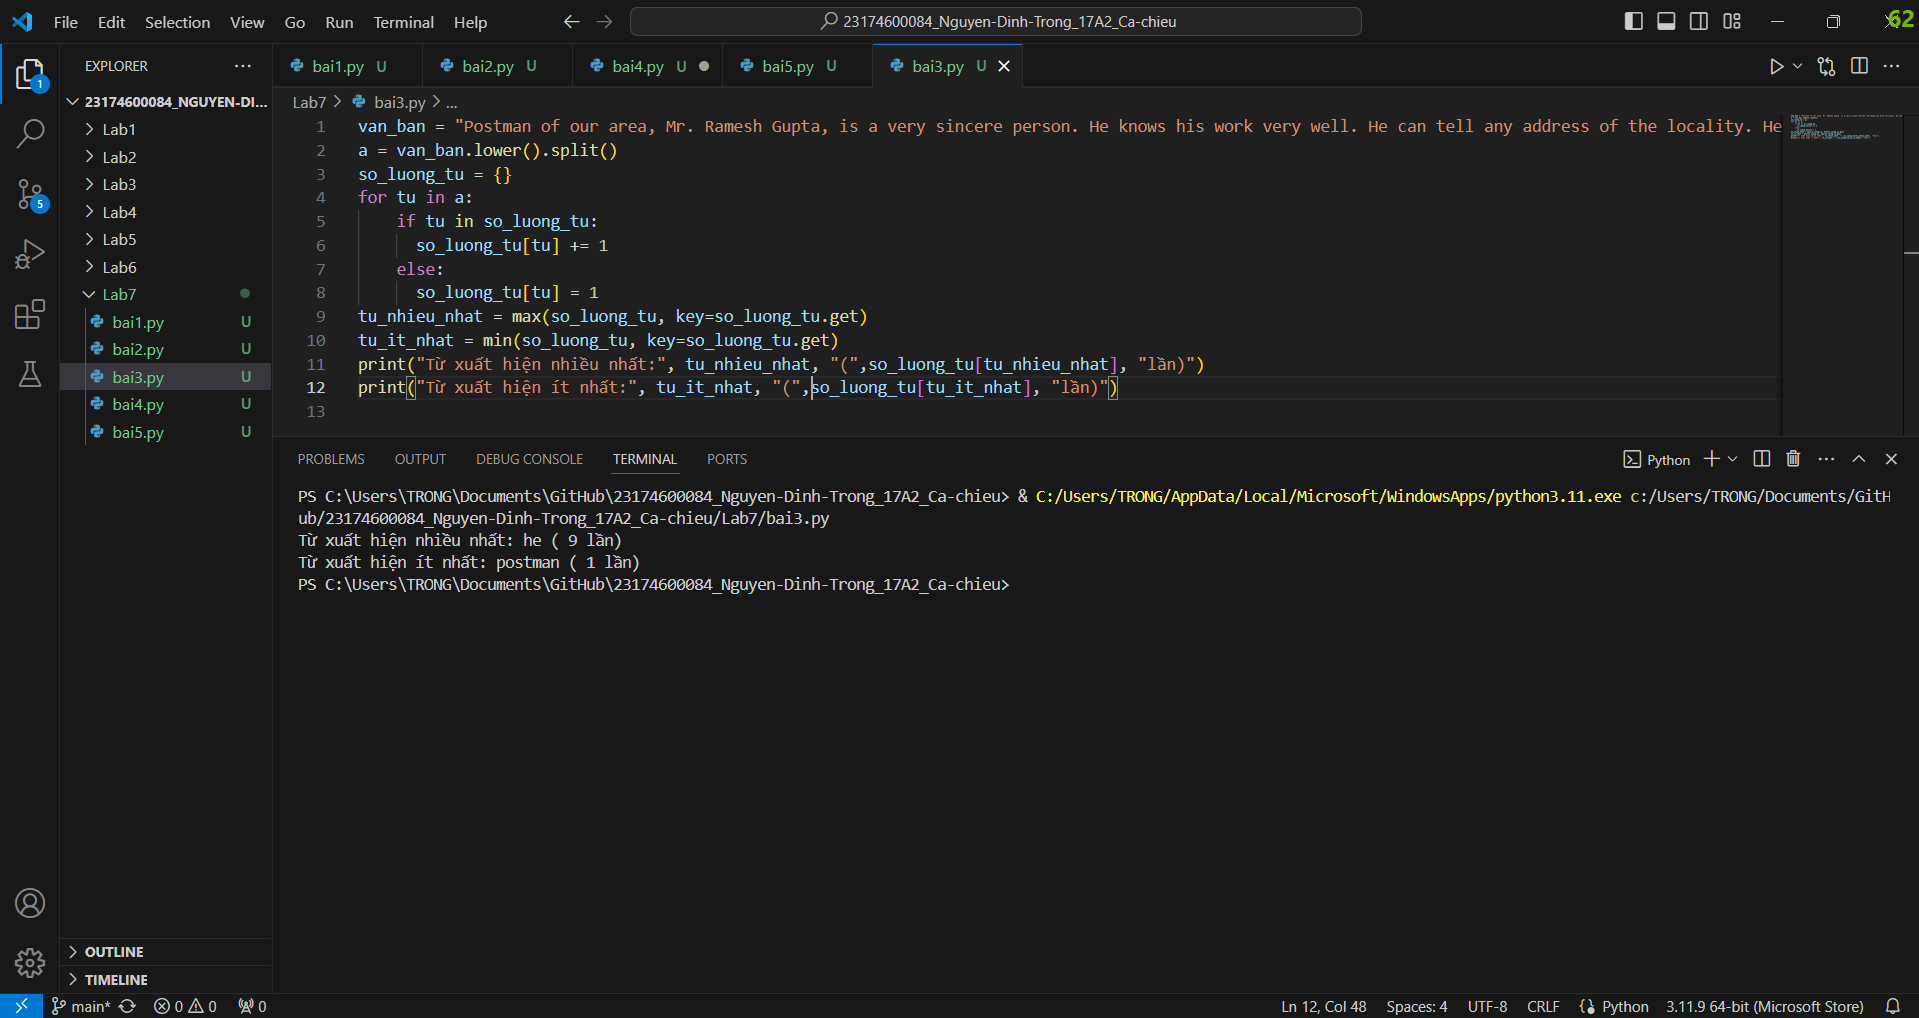 File Edit Selection View Go Run Terminal Help
23174600084_Nguyen-Dinh-Trong_17A2_Ca-chieu
62
EXPLORER
1
5
23174600084_NGUYEN-DI...
Lab1
Lab2
Lab3
Lab4
Lab5
Lab6
Lab7
bai1.py U
bai2.py U
bai3.py U
bai4.py U
bai5.py U
OUTLINE
TIMELINE
bai1.py U bai2.py U bai4.py U bai5.py U bai3.py U
Lab7 > bai3.py > ...
1 van_ban = "Postman of our area, Mr. Ramesh Gupta, is a very sincere person. He knows his work very well. He can tell any address of the locality. He
2 a = van_ban.lower().split()
3 so_luong_tu = {}
4 for tu in a:
5 if tu in so_luong_tu:
6 so_luong_tu[tu] += 1
7 else:
8 so_luong_tu[tu] = 1
9 tu_nhieu_nhat = max(so_luong_tu, key=so_luong_tu.get)
10 tu_it_nhat = min(so_luong_tu, key=so_luong_tu.get)
11 print("Từ xuất hiện nhiều nhất:", tu_nhieu_nhat, "(",so_luong_tu[tu_nhieu_nhat], "lần)")
12 print("Từ xuất hiện ít nhất:", tu_it_nhat, "(",so_luong_tu[tu_it_nhat], "lần)")
13
PROBLEMS OUTPUT DEBUG CONSOLE TERMINAL PORTS
Python
PS C:\Users\TRONG\Documents\GitHub\23174600084_Nguyen-Dinh-Trong_17A2_Ca-chieu> & C:/Users/TRONG/AppData/Local/Microsoft/WindowsApps/python3.11.exe c:/Users/TRONG/Documents/GitH
ub/23174600084_Nguyen-Dinh-Trong_17A2_Ca-chieu/Lab7/bai3.py
Từ xuất hiện nhiều nhất: he ( 9 lần)
Từ xuất hiện ít nhất: postman ( 1 lần)
PS C:\Users\TRONG\Documents\GitHub\23174600084_Nguyen-Dinh-Trong_17A2_Ca-chieu>
main* 0 0 0
Ln 12, Col 48 Spaces: 4 UTF-8 CRLF Python 3.11.9 64-bit (Microsoft Store)